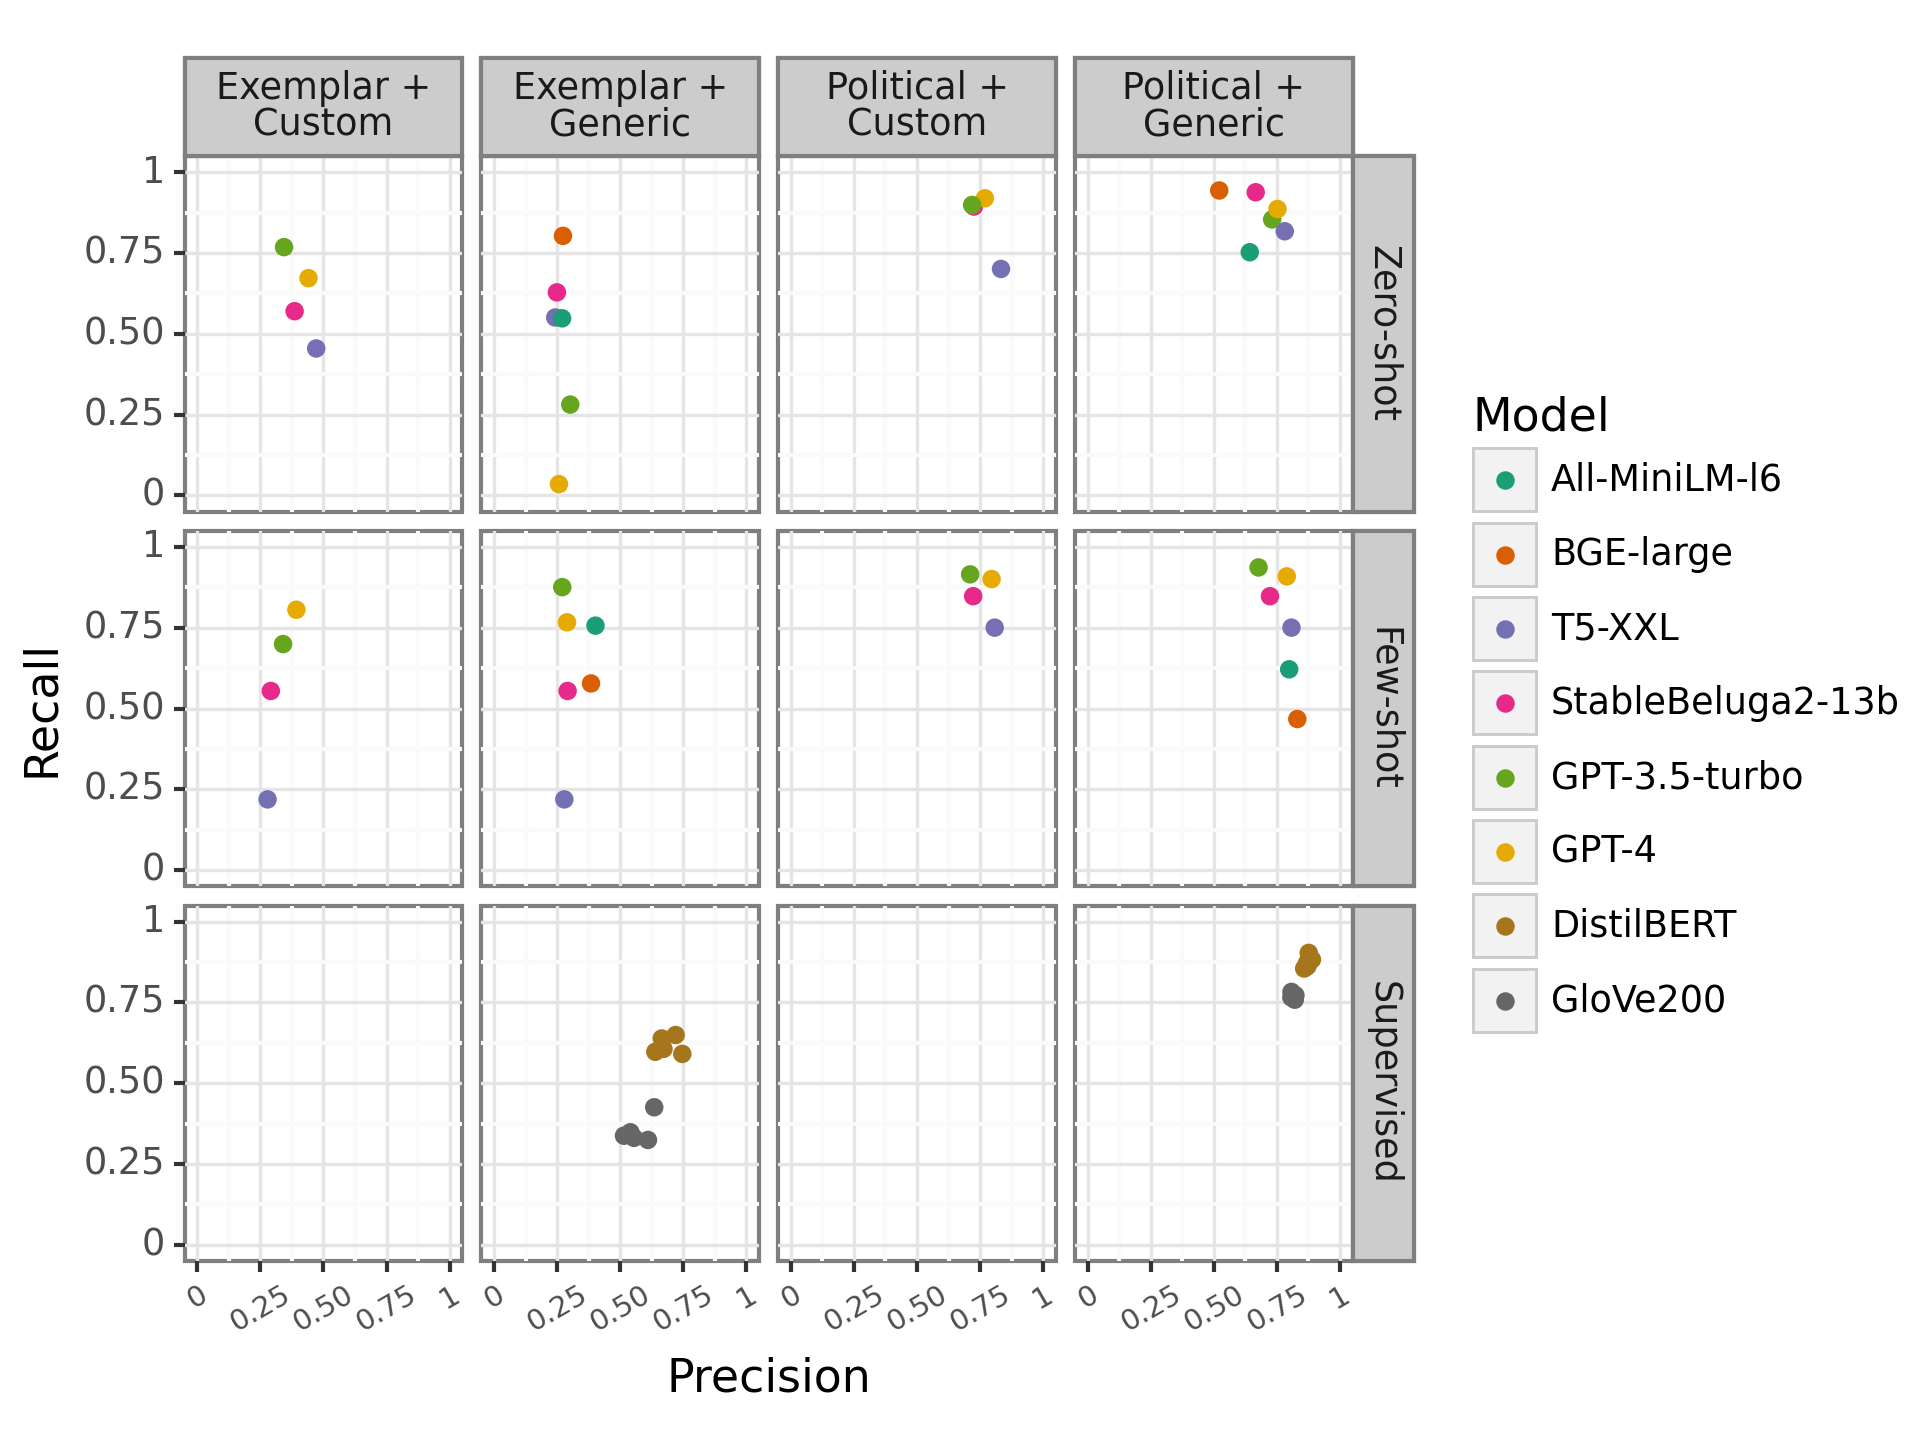 Exemplar +
Custom
Exemplar +
Generic
Political +
Custom
Political +
Generic
1
0.75
0.50
0.25
0
Zero-shot
1
0.75
0.50
0.25
0
Few-shot
1
0.75
0.50
0.25
0
Supervised
Recall
0 0.25 0.50 0.75 1
0 0.25 0.50 0.75 1
0 0.25 0.50 0.75 1
0 0.25 0.50 0.75 1
Precision
Model
All-MiniLM-l6
BGE-large
T5-XXL
StableBeluga2-13b
GPT-3.5-turbo
GPT-4
DistilBERT
GloVe200